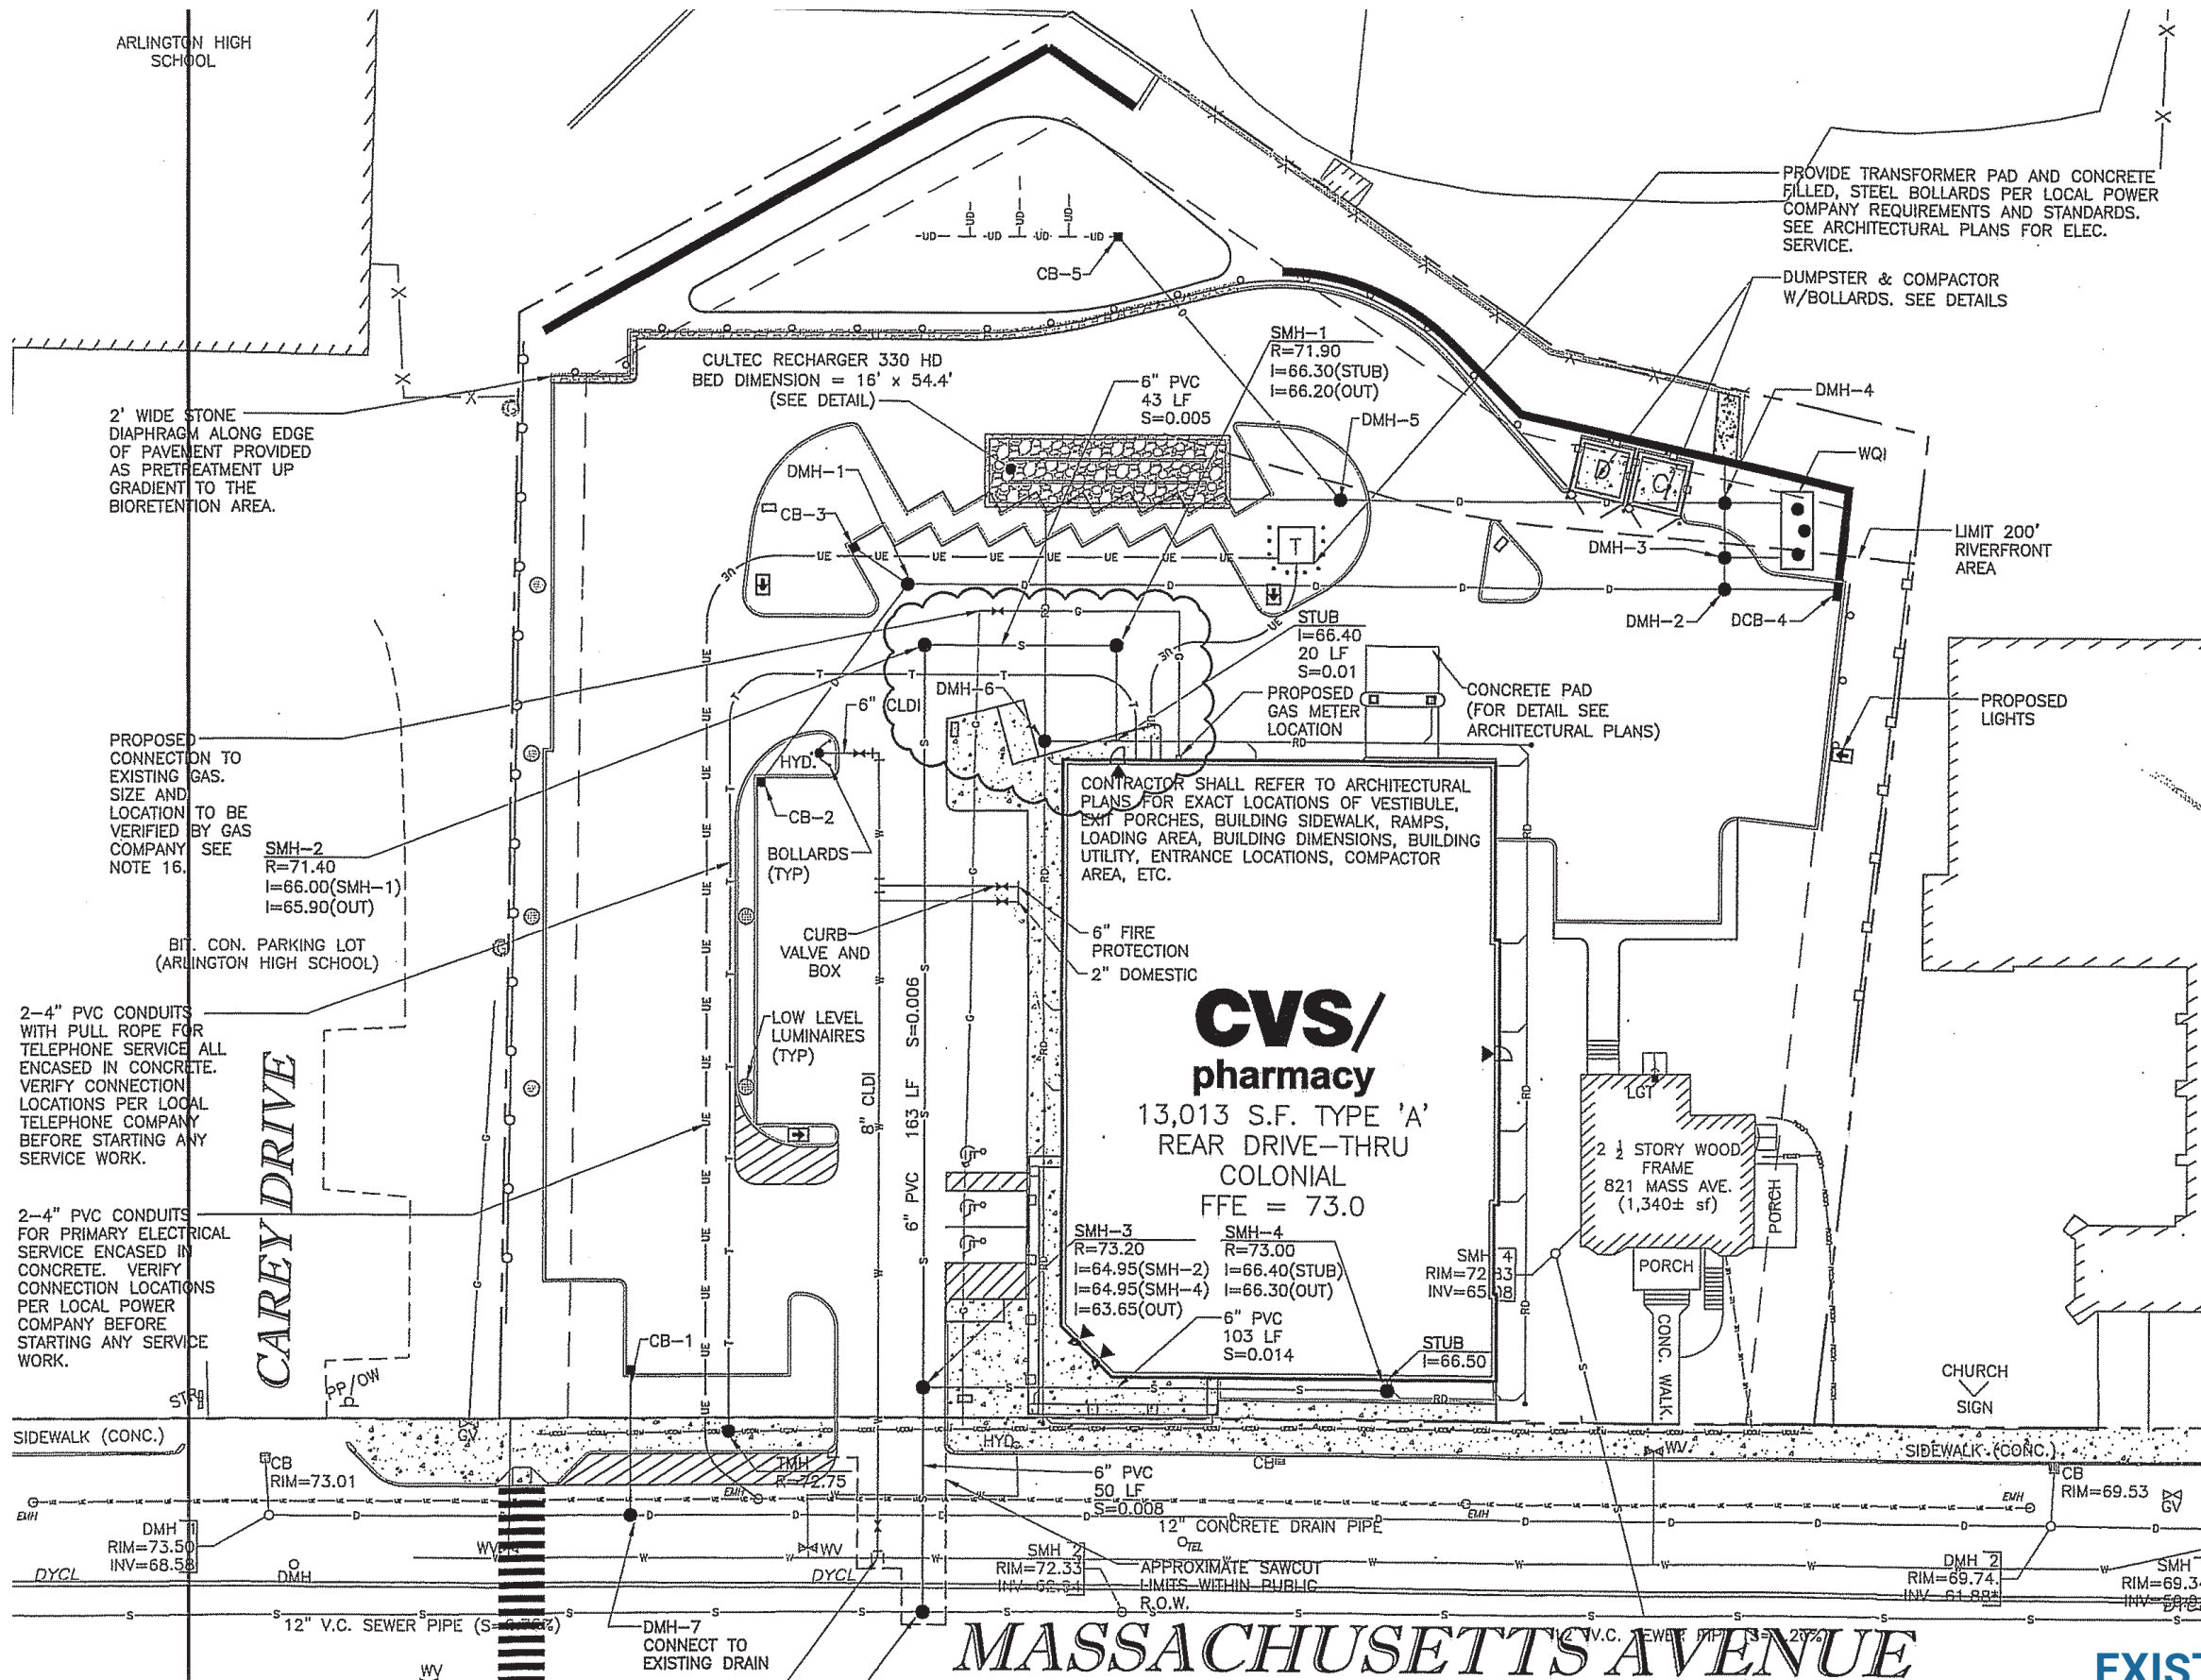 ARLINGTON HIGH
SCHOOL
PROVIDE TRANSFORMER PAD AND CONCRETE
FILLED, STEEL BOLLARDS PER LOCAL POWER
COMPANY REQUIREMENTS AND STANDARDS.
SEE ARCHITECTURAL PLANS FOR ELEC.
SERVICE.
CB-5
DUMPSTER & COMPACTOR
W/BOLLARDS. SEE DETAILS
CULTEC RECHARGER 330 HD
BED DIMENSION = 16' x 54.4'
(SEE DETAIL)
6" PVC
43 LF
S=0.005
SMH-1
R=71.90
I=66.30(STUB)
I=66.20(OUT)
DMH-4
DMH-5
WQI
2' WIDE STONE
DIAPHRAGM ALONG EDGE
OF PAVEMENT PROVIDED
AS PRETREATMENT UP
GRADIENT TO THE
BIORETENTION AREA.
DMH-1
CB-3
D
C
T
DMH-3
LIMIT 200'
RIVERFRONT
AREA
DMH-2
DCB-4
STUB
I=66.40
20 LF
S=0.01
DMH-6
6" CLDI
PROPOSED
GAS METER
LOCATION
CONCRETE PAD
(FOR DETAIL SEE
ARCHITECTURAL PLANS)
PROPOSED
LIGHTS
PROPOSED
CONNECTION TO
EXISTING GAS.
SIZE AND
LOCATION TO BE
VERIFIED BY GAS
COMPANY SEE
NOTE 16.
HYD.
CB-2
BOLLARDS
(TYP)
CONTRACTOR SHALL REFER TO ARCHITECTURAL
PLANS FOR EXACT LOCATIONS OF VESTIBULE,
EXIT PORCHES, BUILDING SIDEWALK, RAMPS,
LOADING AREA, BUILDING DIMENSIONS, BUILDING
UTILITY, ENTRANCE LOCATIONS, COMPACTOR
AREA, ETC.
SMH-2
R=71.40
I=66.00(SMH-1)
I=65.90(OUT)
BIT. CON. PARKING LOT
(ARLINGTON HIGH SCHOOL)
CURB
VALVE AND
BOX
6" FIRE
PROTECTION
2" DOMESTIC
2-4" PVC CONDUITS
WITH PULL ROPE FOR
TELEPHONE SERVICE ALL
ENCASED IN CONCRETE.
VERIFY CONNECTION
LOCATIONS PER LOCAL
TELEPHONE COMPANY
BEFORE STARTING ANY
SERVICE WORK.
LOW LEVEL
LUMINAIRES
(TYP)
8" CLDI
6" PVC 163 LF S=0.006
CVS/
pharmacy
13,013 S.F. TYPE 'A'
REAR DRIVE-THRU
COLONIAL
FFE = 73.0
LGT
2 ½ STORY WOOD
FRAME
821 MASS AVE.
(1,340± sf)
PORCH
PORCH
CONC. WALK
2-4" PVC CONDUITS
FOR PRIMARY ELECTRICAL
SERVICE ENCASED IN
CONCRETE. VERIFY
CONNECTION LOCATIONS
PER LOCAL POWER
COMPANY BEFORE
STARTING ANY SERVICE
WORK.
CAREY DRIVE
SMH-3
R=73.20
I=64.95(SMH-2)
I=64.95(SMH-4)
I=63.65(OUT)
SMH-4
R=73.00
I=66.40(STUB)
I=66.30(OUT)
SMH 4
6" PVC
103 LF
S=0.014
STUB
I=66.50
CB-1
PP/OW
STR
CHURCH
SIGN
SIDEWALK (CONC.)
GV
HYD.
WV
SIDEWALK (CONC.)
CB
RIM=73.01
TMH
R=72.75
CB
6" PVC
50 LF
S=0.008
CB
RIM=69.53
GV
EMH
EMH
EMH
EMH
12" CONCRETE DRAIN PIPE
DMH 1
RIM=73.50
INV=68.58
DMH
WV
WV
TEL
DYCL
DYCL
SMH 2
RIM=72.33
APPROXIMATE SAWCUT
LIMITS WITHIN PUBLIC
R.O.W.
DMH 2
RIM=69.74
SMH
12" V.C. SEWER PIPE
DMH-7
CONNECT TO
EXISTING DRAIN
WV
MASSACHUSETTS AVENUE
EXIST